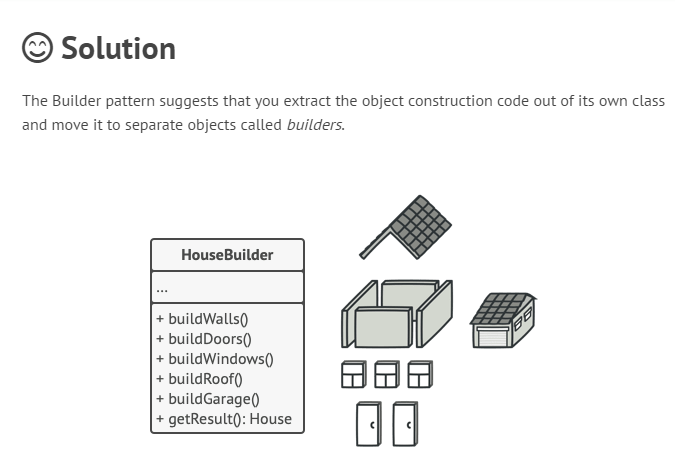 Solution
The Builder pattern suggests that you extract the object construction code out of its own class
and move it to separate objects called builders.
HouseBuilder
...
+ buildWalls()
+ buildDoors()
+ buildWindows()
+ buildRoof()
+ buildGarage()
+ getResult(): House